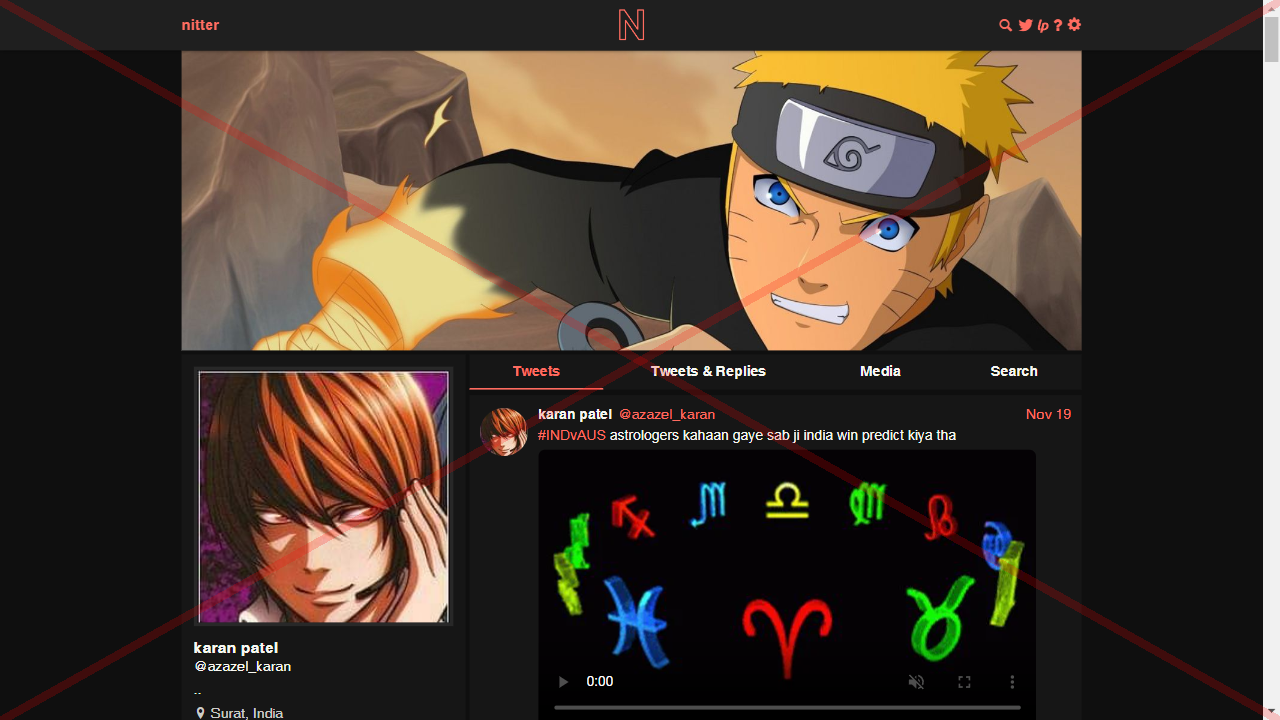 nitter
N
lp ?
Tweets
Tweets & Replies
Media
Search
karan patel @azazel_karan
Nov 19
#INDvAUS astrologers kahaan gaye sab ji india win predict kiya tha
0:00
karan patel
@azazel_karan
--
Surat, India